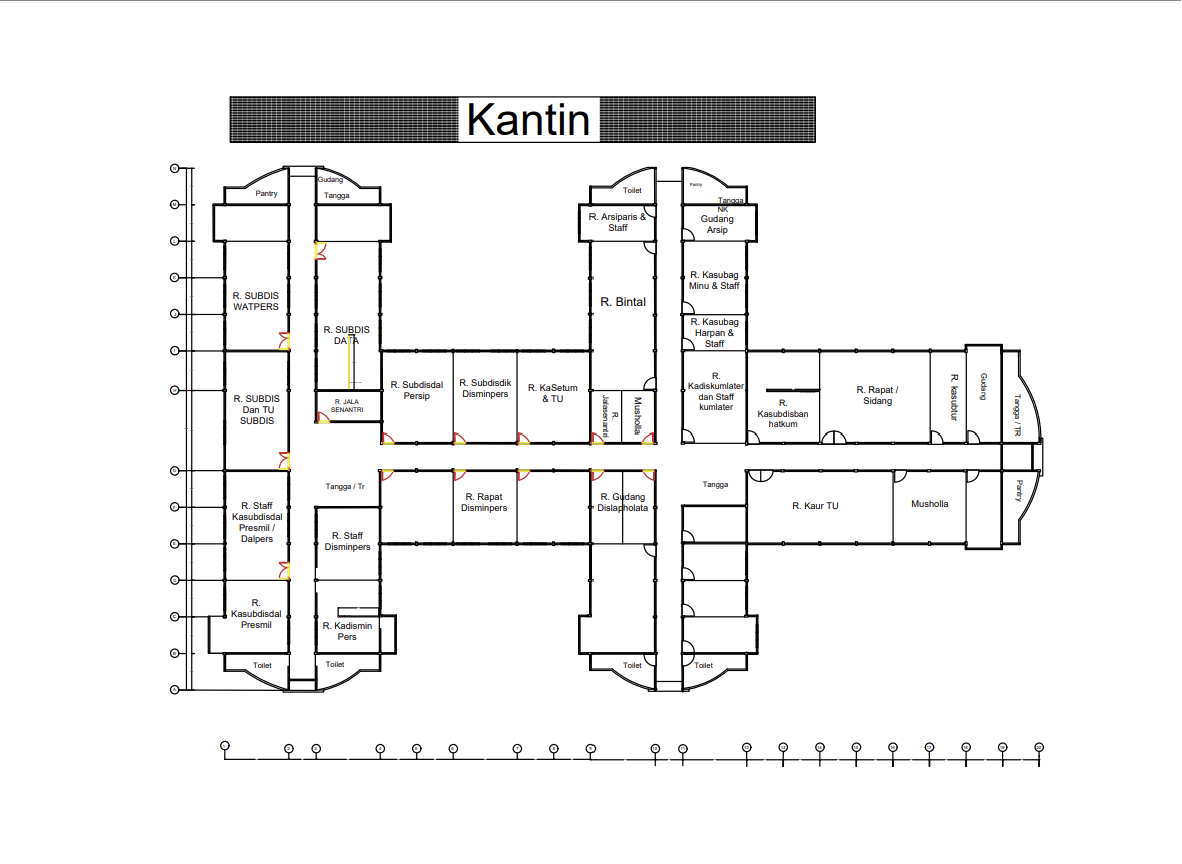 Kantin
Pantry
Gudang
Tangga
Toilet
Pantry
Tangga
NK
Gudang
Arsip
R. Arsiparis &
Staff
R. SUBDIS
WATPERS
R. SUBDIS
DATA
R. Bintal
R. Kasubag
Minu & Staff
R. Kasubag
Harpan &
Staff
R. SUBDIS
Dan TU
SUBDIS
R. JALA
SENANTRI
R. Subdisdal
Persip
R. Subdisdik
Disminpers
R. KaSetum
& TU
R.
Jalasenantri
Musholla
R.
Kadiskumlater
dan Staff
kumlater
R.
Kasubdisban
hatkum
R. Rapat /
Sidang
R. kasubtur
Gudang
Tangga / TR
Tangga / Tr
R. Rapat
Disminpers
R. Gudang
Dislapholata
Tangga
R. Kaur TU
Musholla
Pantry
R. Staff
Kasubdisdal
Presmil /
Dalpers
R. Staff
Disminpers
R.
Kasubdisdal
Presmil
R. Kadismin
Pers
Toilet
Toilet
Toilet
Toilet